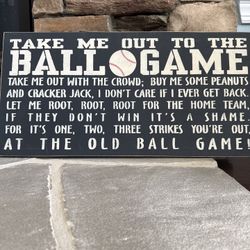 TAKE ME OUT TO THE
BALL GAME
TAKE ME OUT WITH THE CROWD; BUY ME SOME PEANUTS
AND CRACKER JACK, I DON'T CARE IF I EVER GET BACK.
LET ME ROOT, ROOT, ROOT FOR THE HOME TEAM,
IF THEY DON'T WIN IT'S A SHAME.
FOR IT'S ONE, TWO, THREE STRIKES YOU'RE OUT,
AT THE OLD BALL GAME!